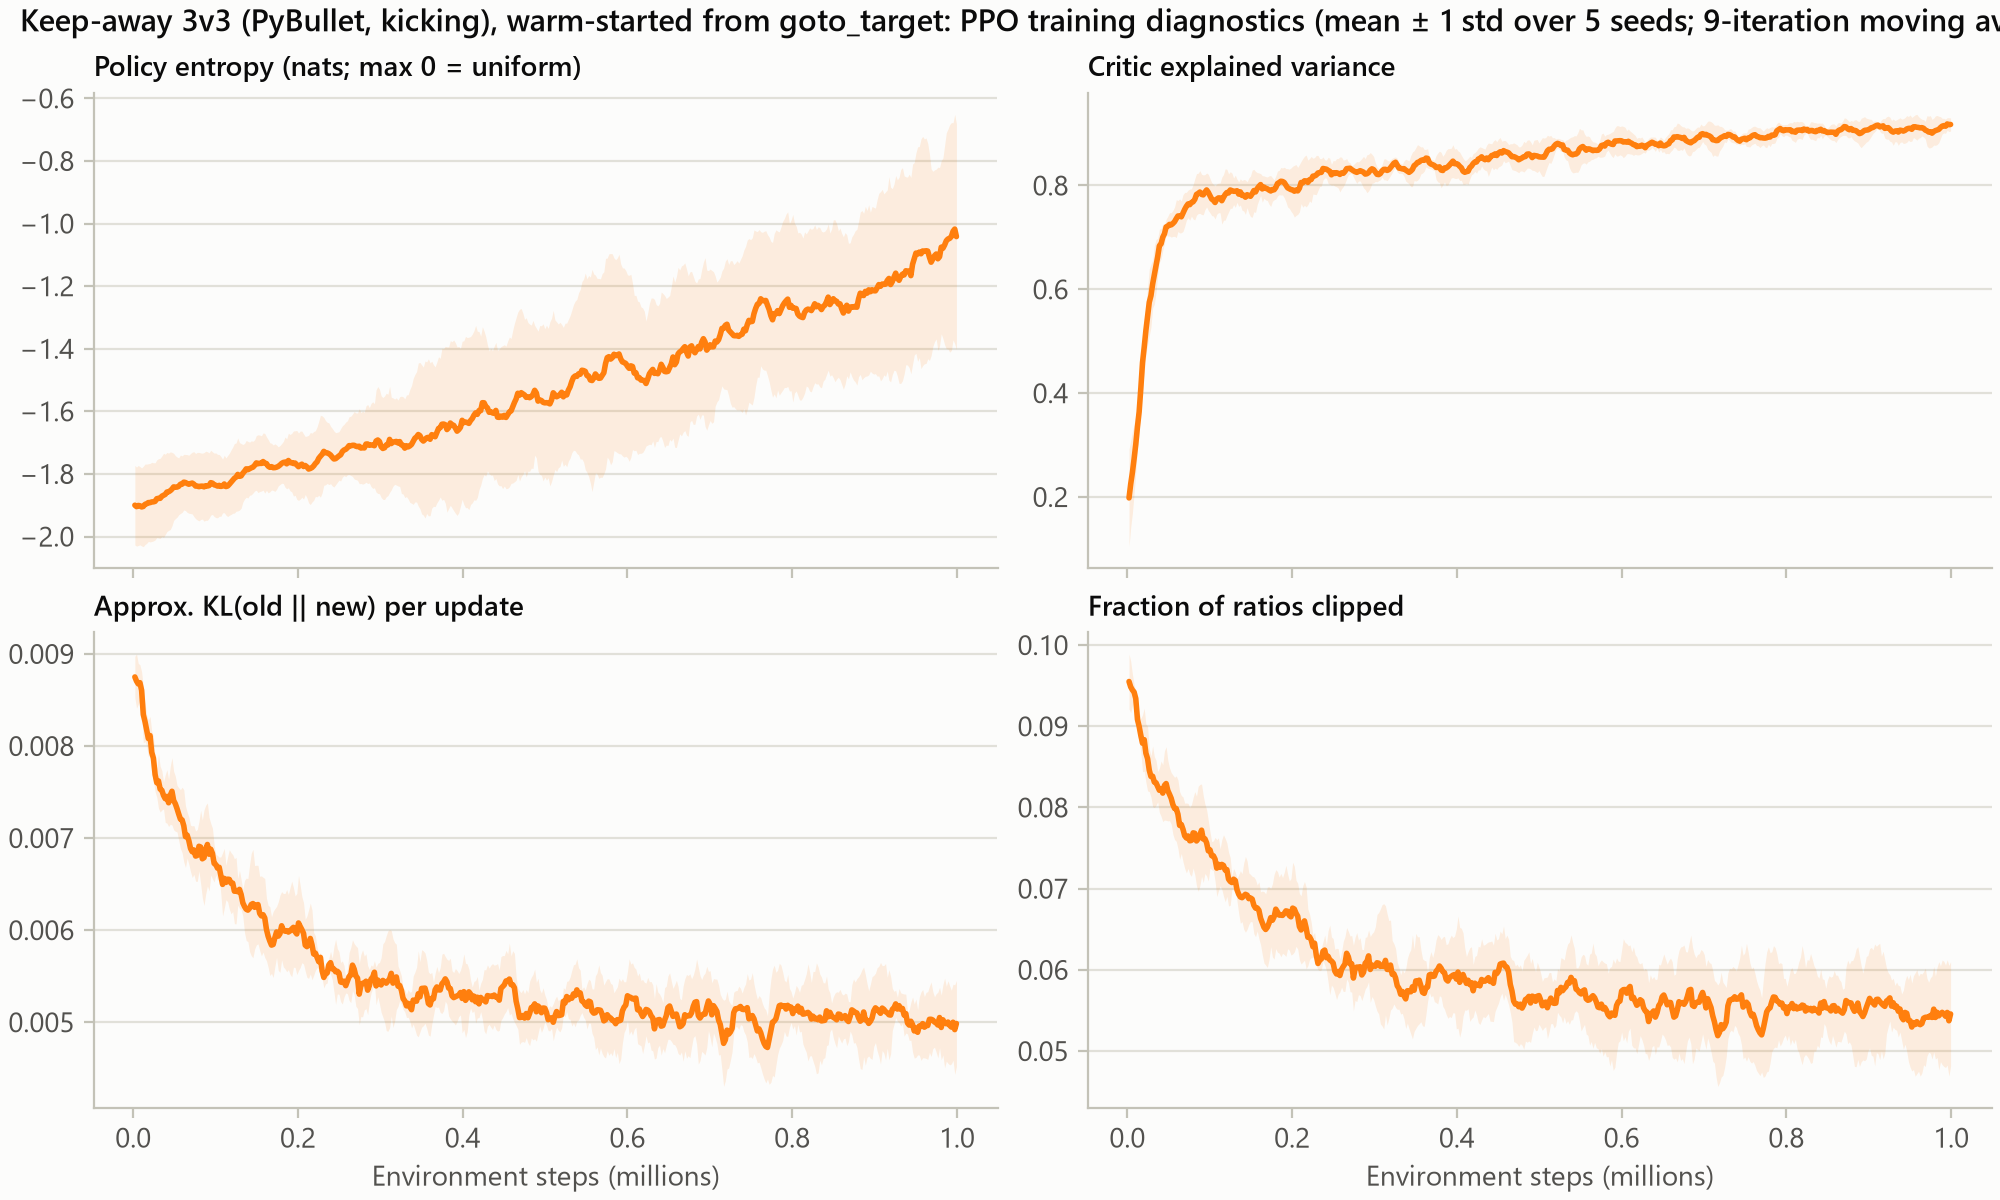 Keep-away 3v3 (PyBullet, kicking), warm-started from goto_target: PPO training diagnostics (mean ± 1 std over 5 seeds; 9-iteration moving av
Policy entropy (nats; max 0 = uniform)
−0.6
−0.8
−1.0
−1.2
−1.4
−1.6
−1.8
−2.0
Critic explained variance
0.8
0.6
0.4
0.2
Approx. KL(old || new) per update
0.009
0.008
0.007
0.006
0.005
0.0 0.2 0.4 0.6 0.8 1.0
Environment steps (millions)
Fraction of ratios clipped
0.10
0.09
0.08
0.07
0.06
0.05
0.0 0.2 0.4 0.6 0.8 1.0
Environment steps (millions)